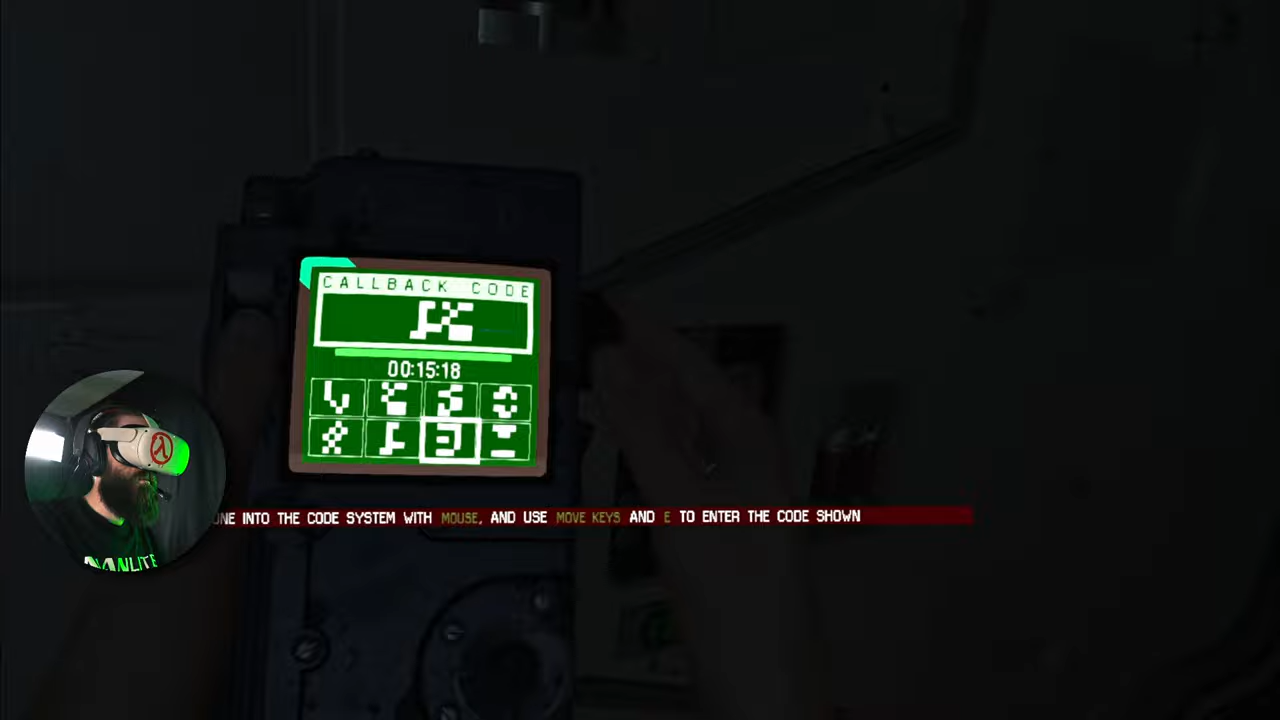 CALLBACK CODE
00:15:18
INTO THE CODE SYSTEM WITH MOUSE, AND USE MOVE KEYS AND E TO ENTER THE CODE SHOWN
NANLITE